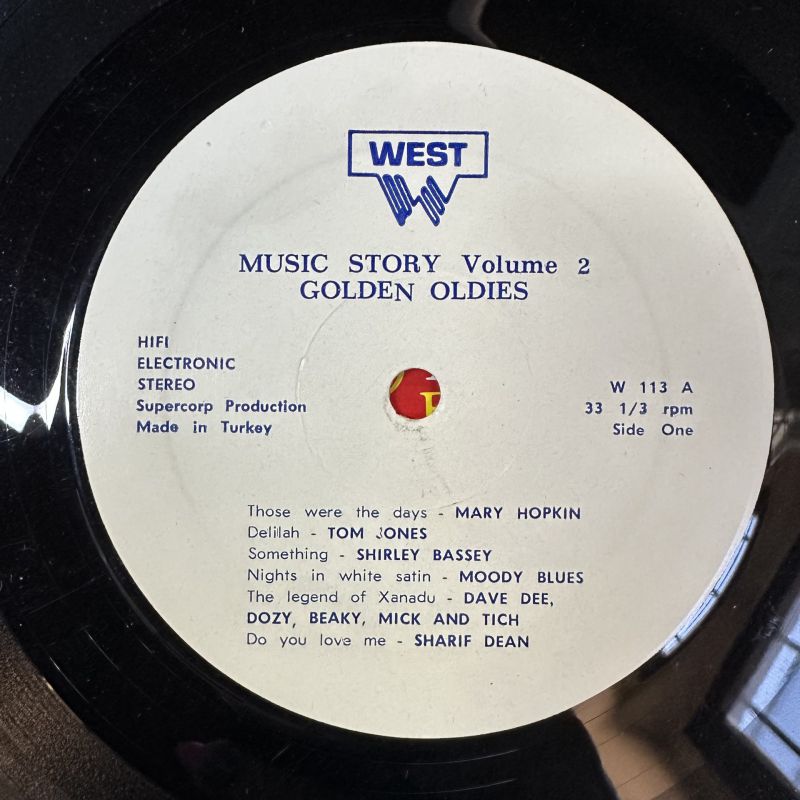 WEST
MUSIC STORY Volume 2
GOLDEN OLDIES
HIFI
ELECTRONIC
STEREO
Supercorp Production
Made in Turkey
W 113 A
33 1/3 rpm
Side One
Those were the days - MARY HOPKIN
Delilah - TOM JONES
Something - SHIRLEY BASSEY
Nights in white satin - MOODY BLUES
The legend of Xanadu - DAVE DEE,
DOZY, BEAKY, MICK AND TICH
Do you love me - SHARIF DEAN